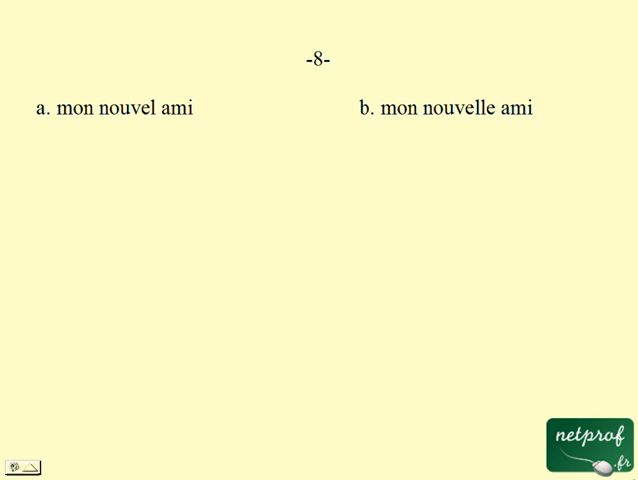 -8-
a. mon nouvel ami b. mon nouvelle ami
netprof
.fr